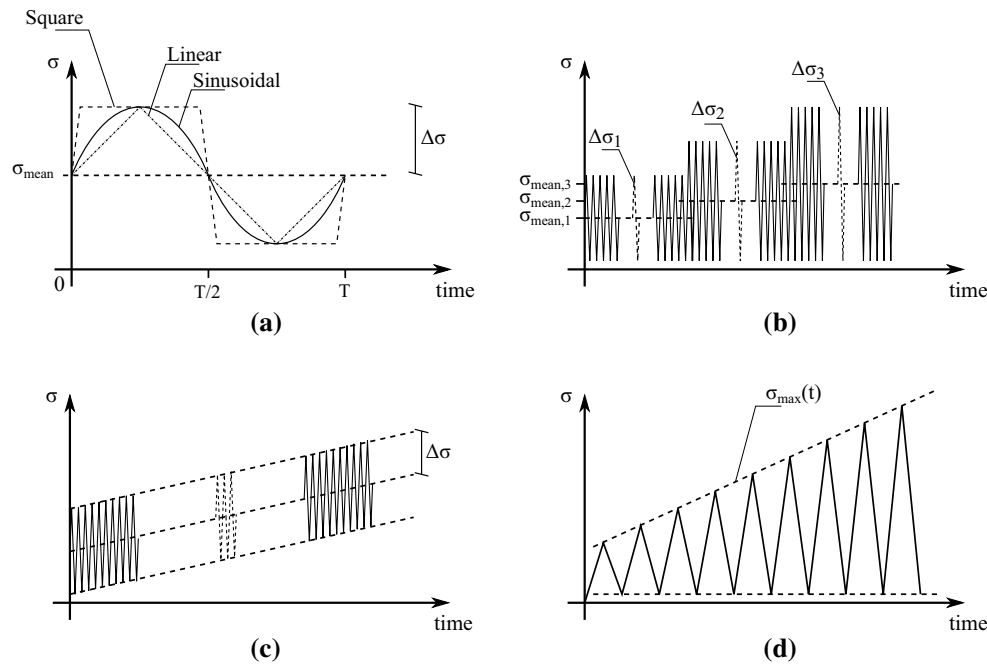 Square
σ
Linear
Sinusoidal
Δσ
σmean
0
T/2
T
time
(a)
σ
Δσ1
Δσ2
Δσ3
σmean,3
σmean,2
σmean,1
time
(b)
σ
Δσ
time
(c)
σ
σmax(t)
time
(d)